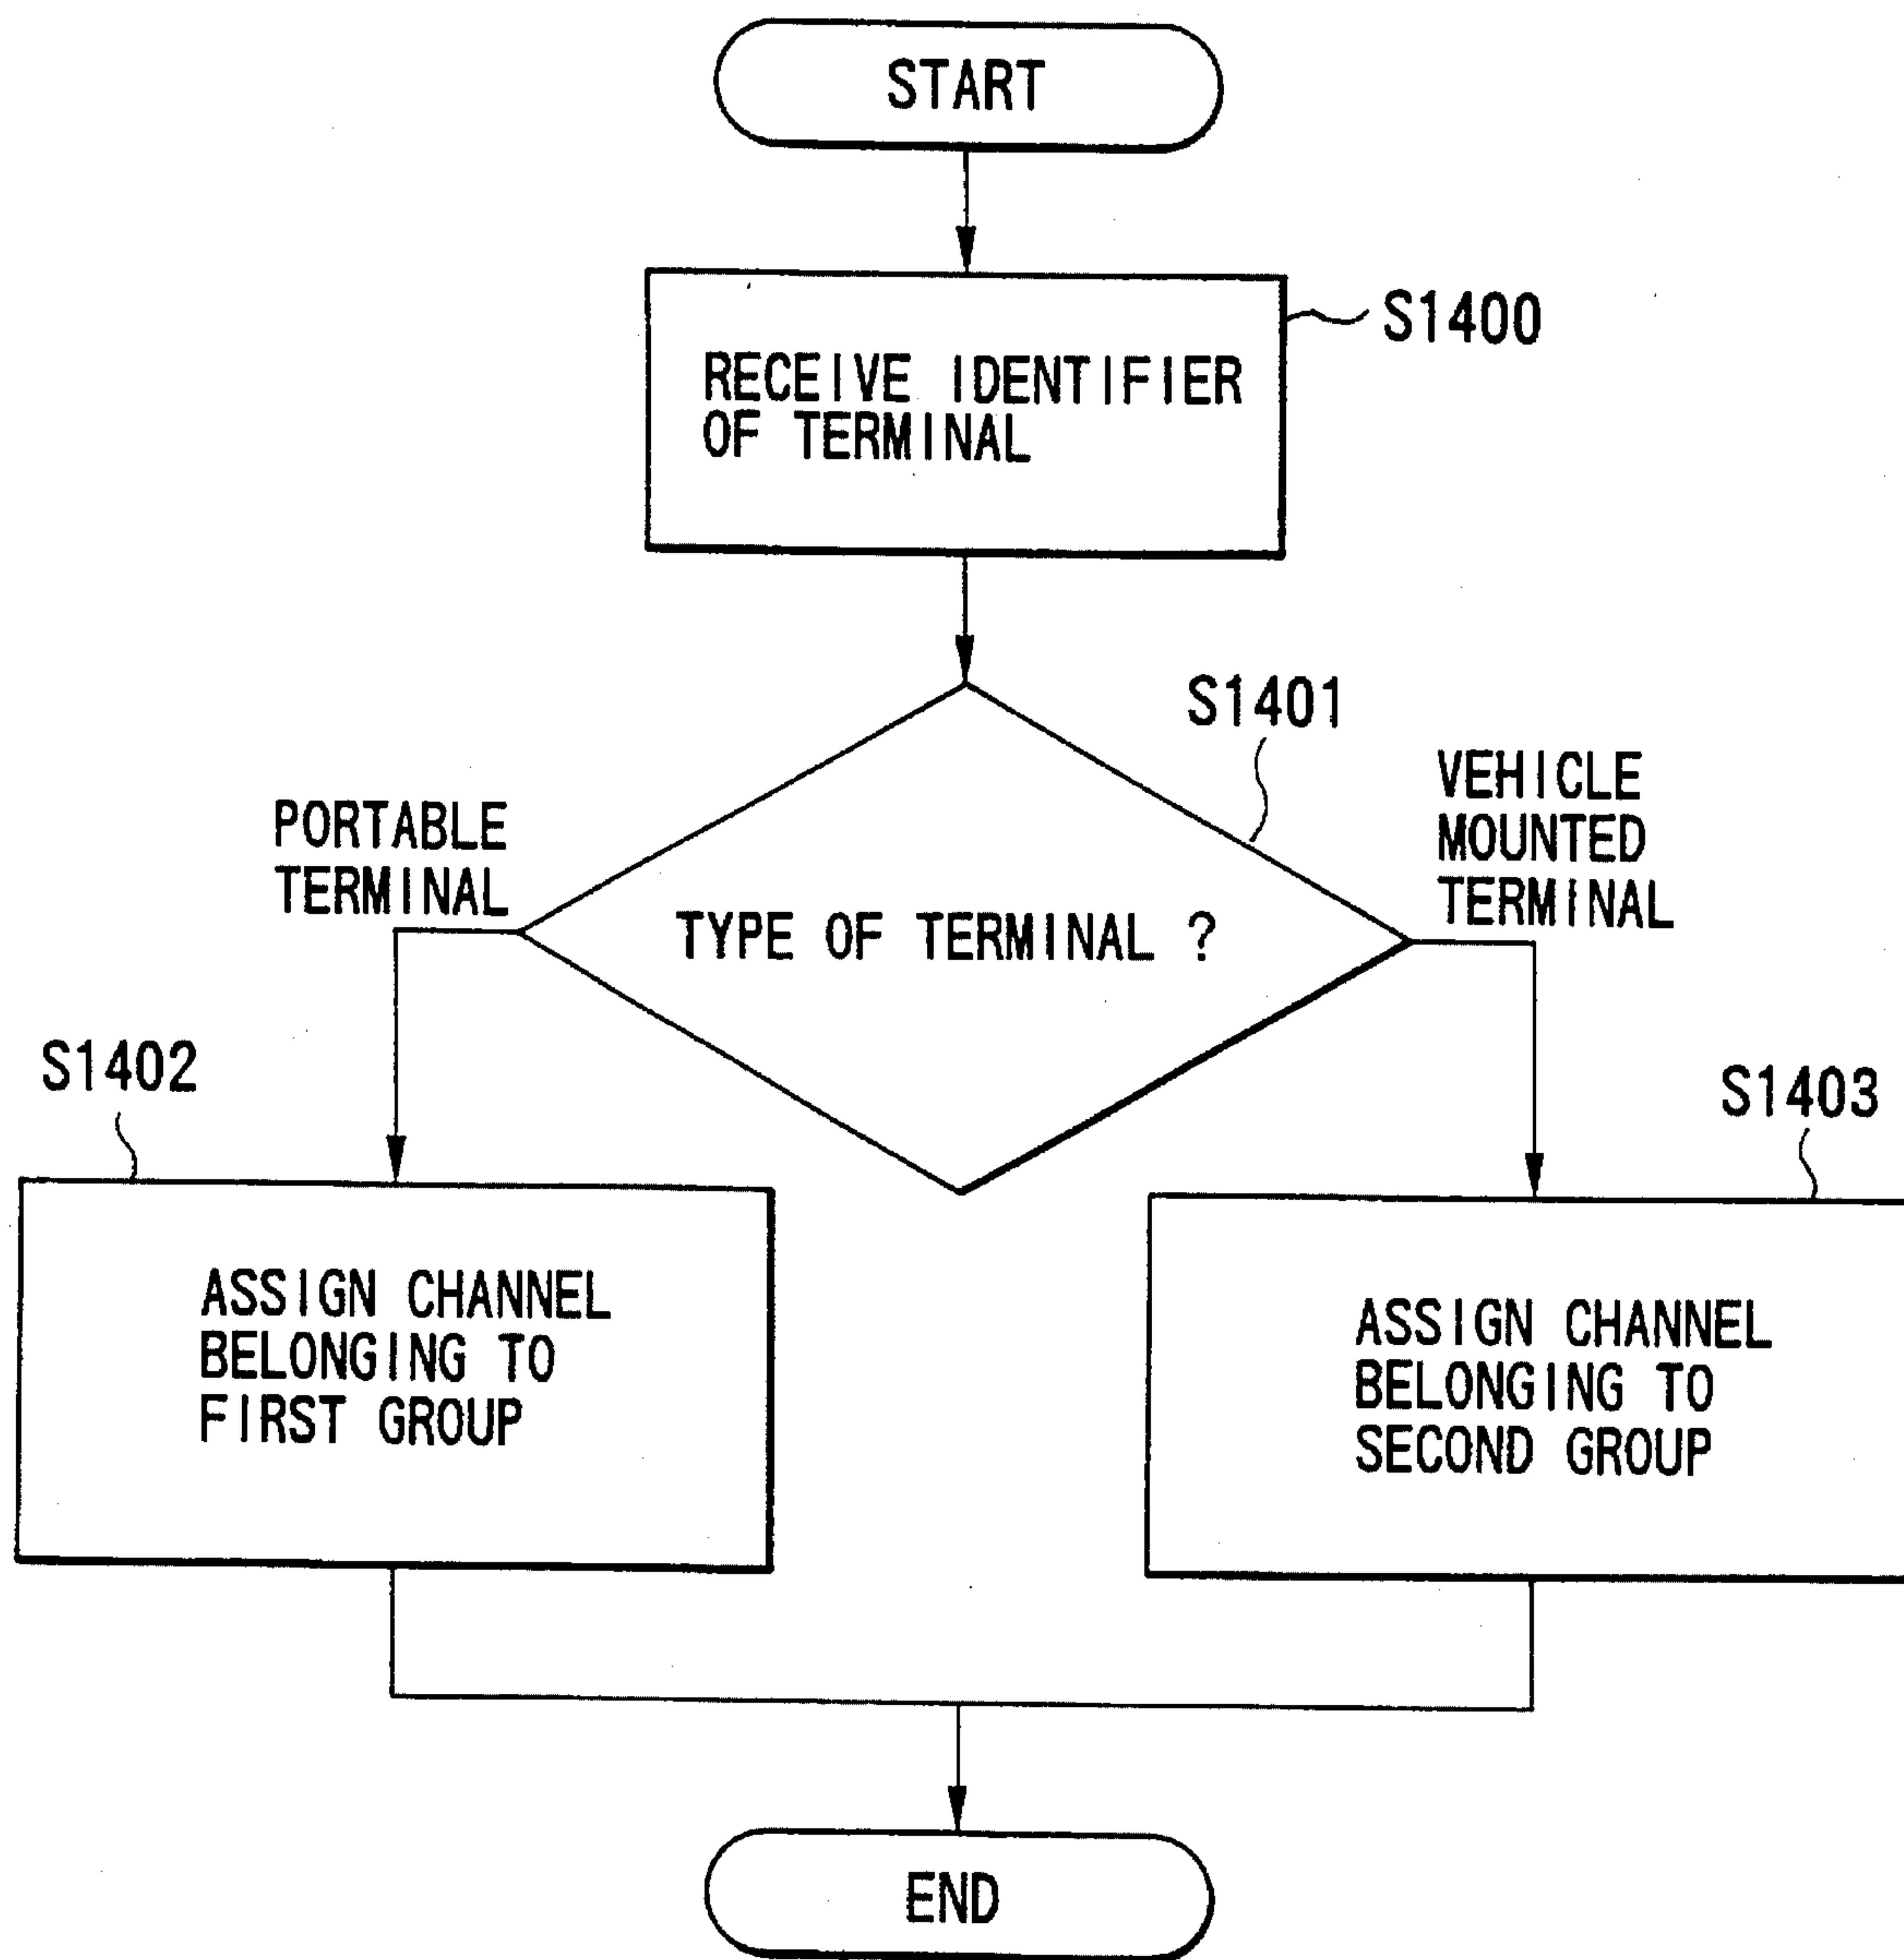 START
S1400
RECEIVE IDENTIFIER
OF TERMINAL
S1401
PORTABLE
TERMINAL
VEHICLE
MOUNTED
TERMINAL
TYPE OF TERMINAL ?
S1402
S1403
ASSIGN CHANNEL
BELONGING TO
FIRST GROUP
ASSIGN CHANNEL
BELONGING TO
SECOND GROUP
END